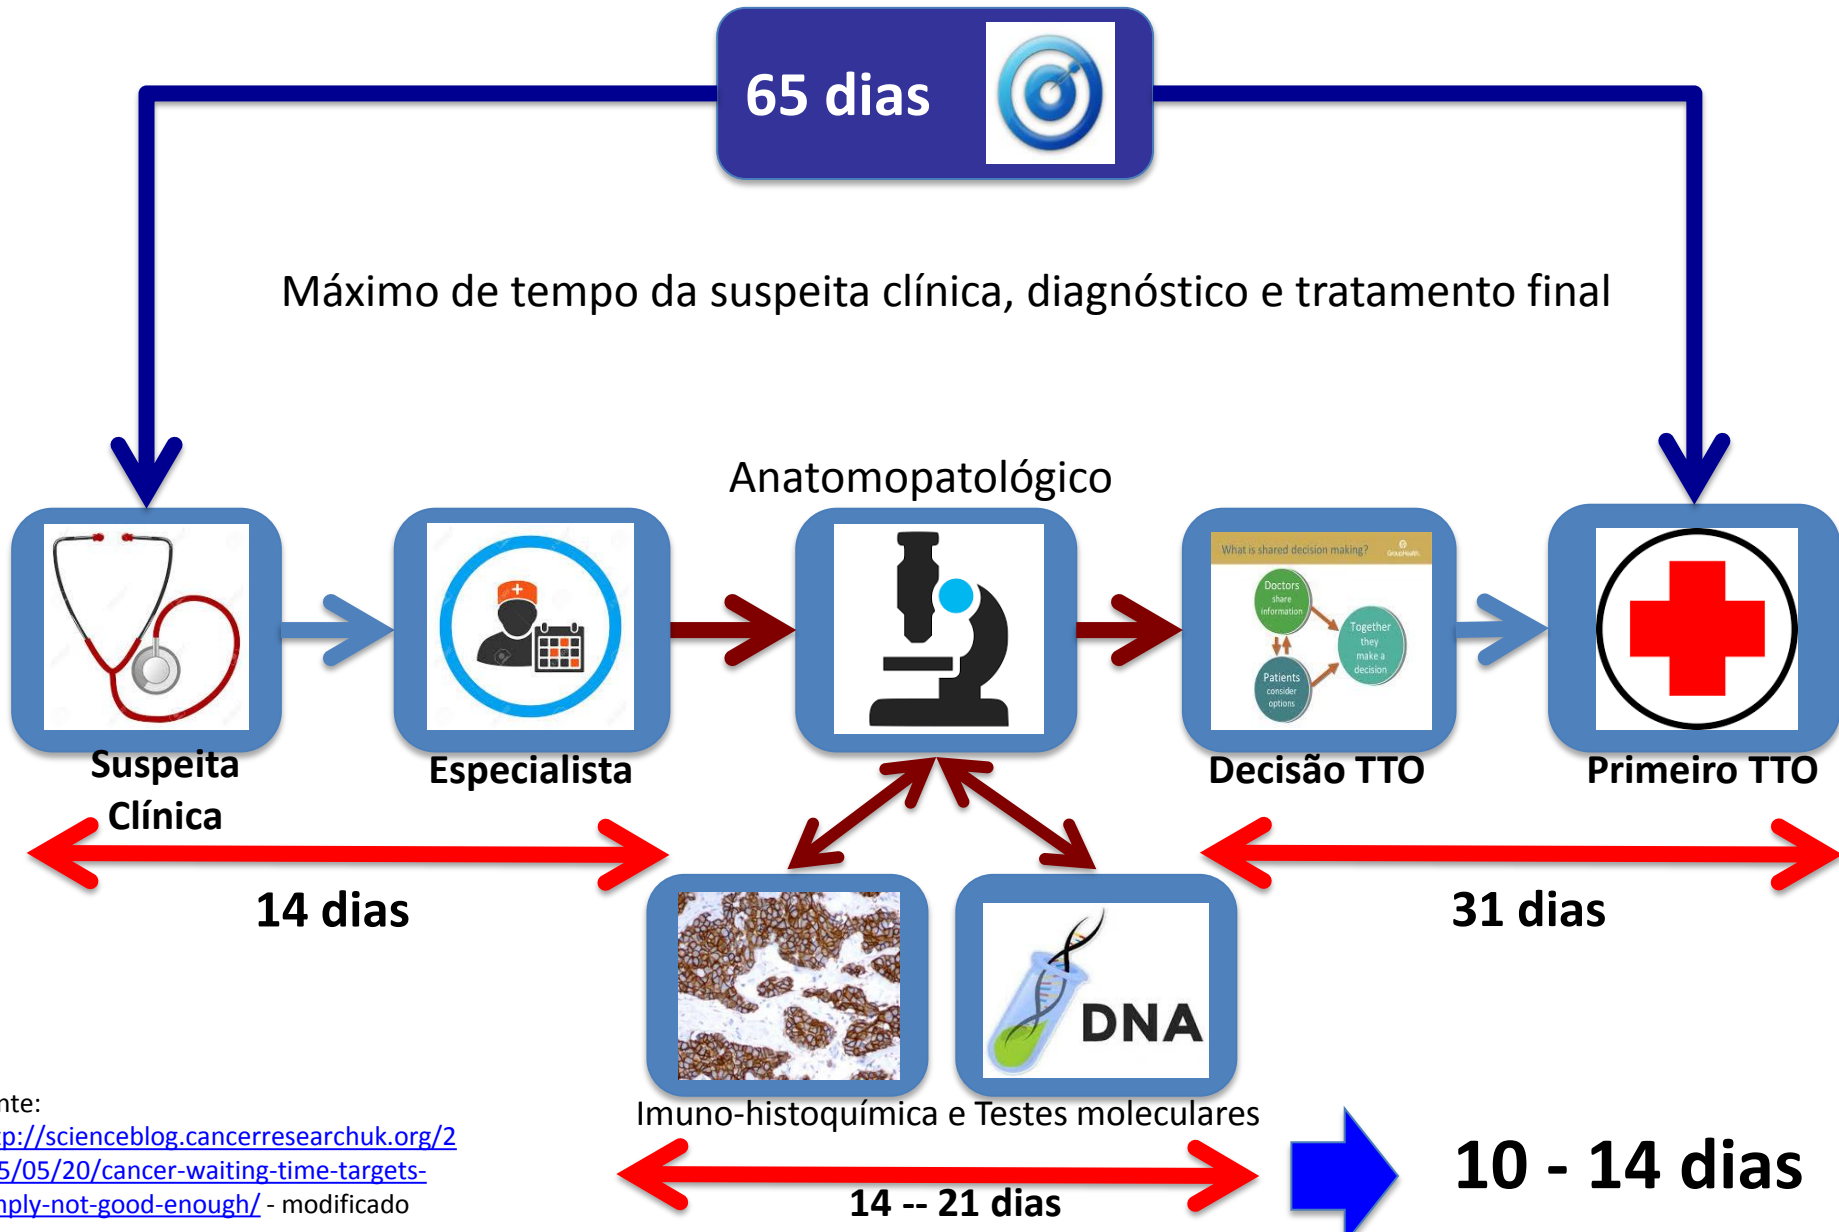 65 dias
Máximo de tempo da suspeita clínica, diagnóstico e tratamento final
Anatomopatológico
What is shared decision making?
GroupHealth
Doctors
share
information
Together
they
make a
decision
Patients
consider
options
Suspeita
Clínica
Especialista
Decisão TTO
Primeiro TTO
14 dias
31 dias
DNA
Imuno-histoquímica e Testes moleculares
14 -- 21 dias
10 - 14 dias
nte:
tp://scienceblog.cancerresearchuk.org/2
5/05/20/cancer-waiting-time-targets-
mply-not-good-enough/ - modificado